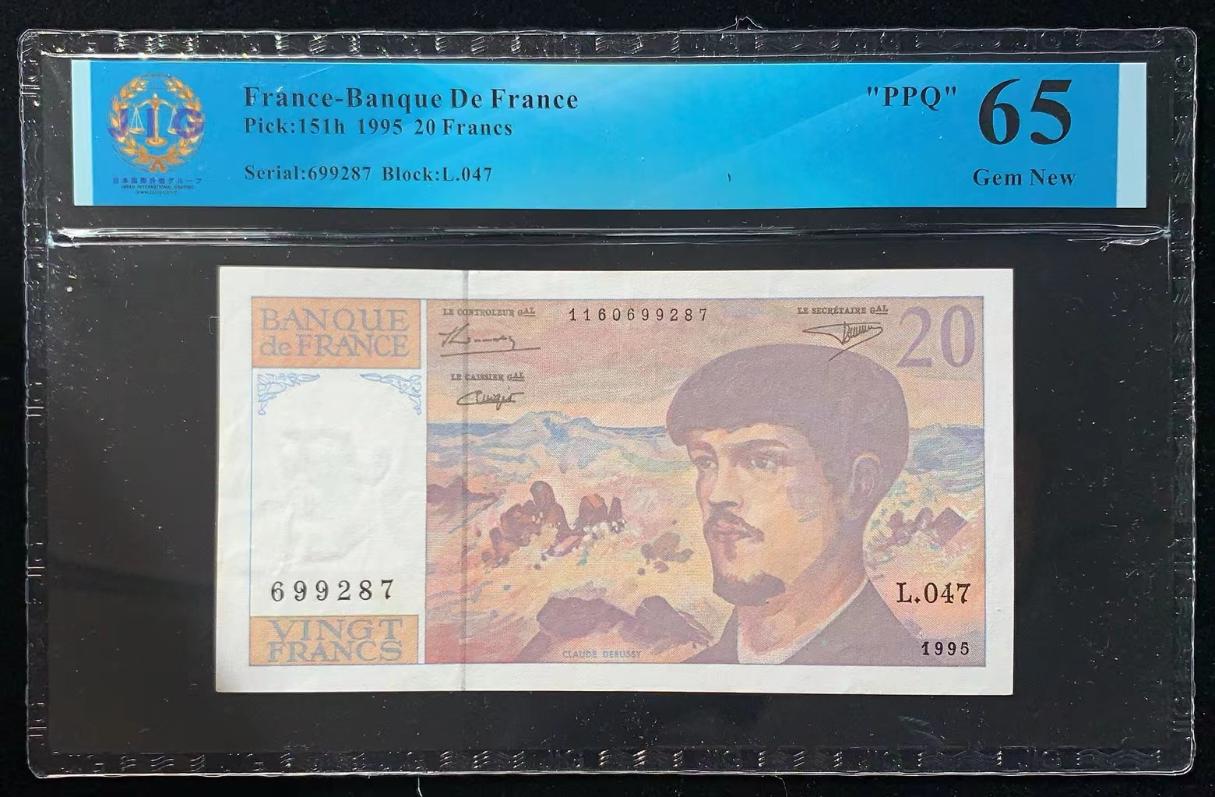 France-Banque De France
Pick:151h 1995 20 Francs
Serial:699287 Block:L.047
"PPQ" 65
Gem New
JIG
BANQUE
de FRANCE
LE CONTROLEUR GAL
1160699287
LE SECRÉTAIRE GAL
20
LE CAISSIER GAL
699287
L.047
VINGT
FRANCS
CLAUDE DEBUSSY
1995